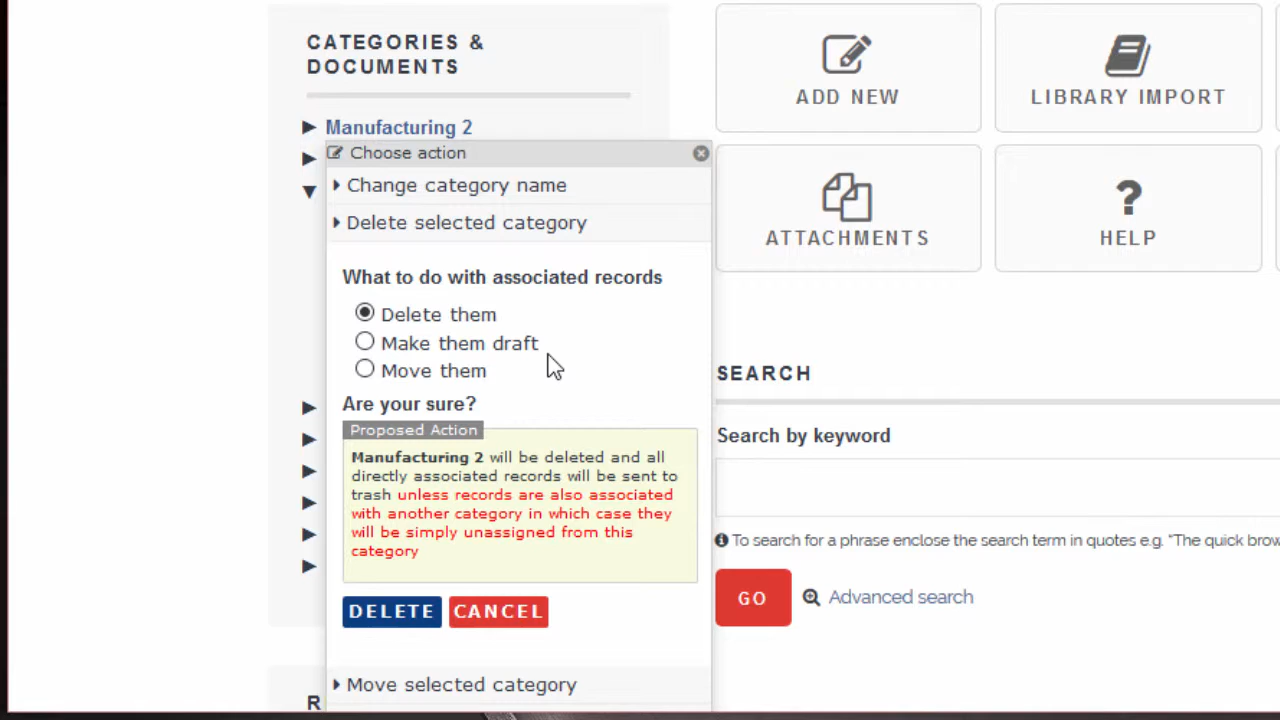 CATEGORIES &
DOCUMENTS
Manufacturing 2
Choose action
Change category name
Delete selected category
What to do with associated records
Delete them
Make them draft
Move them
Are your sure?
Proposed Action
Manufacturing 2 will be deleted and all
directly associated records will be sent to
trash unless records are also associated
with another category in which case they
will be simply unassigned from this
category
DELETE CANCEL
Move selected category
R
ADD NEW
LIBRARY IMPORT
ATTACHMENTS
HELP
SEARCH
Search by keyword
To search for a phrase enclose the search term in quotes e.g. "The quick brow
GO
Advanced search